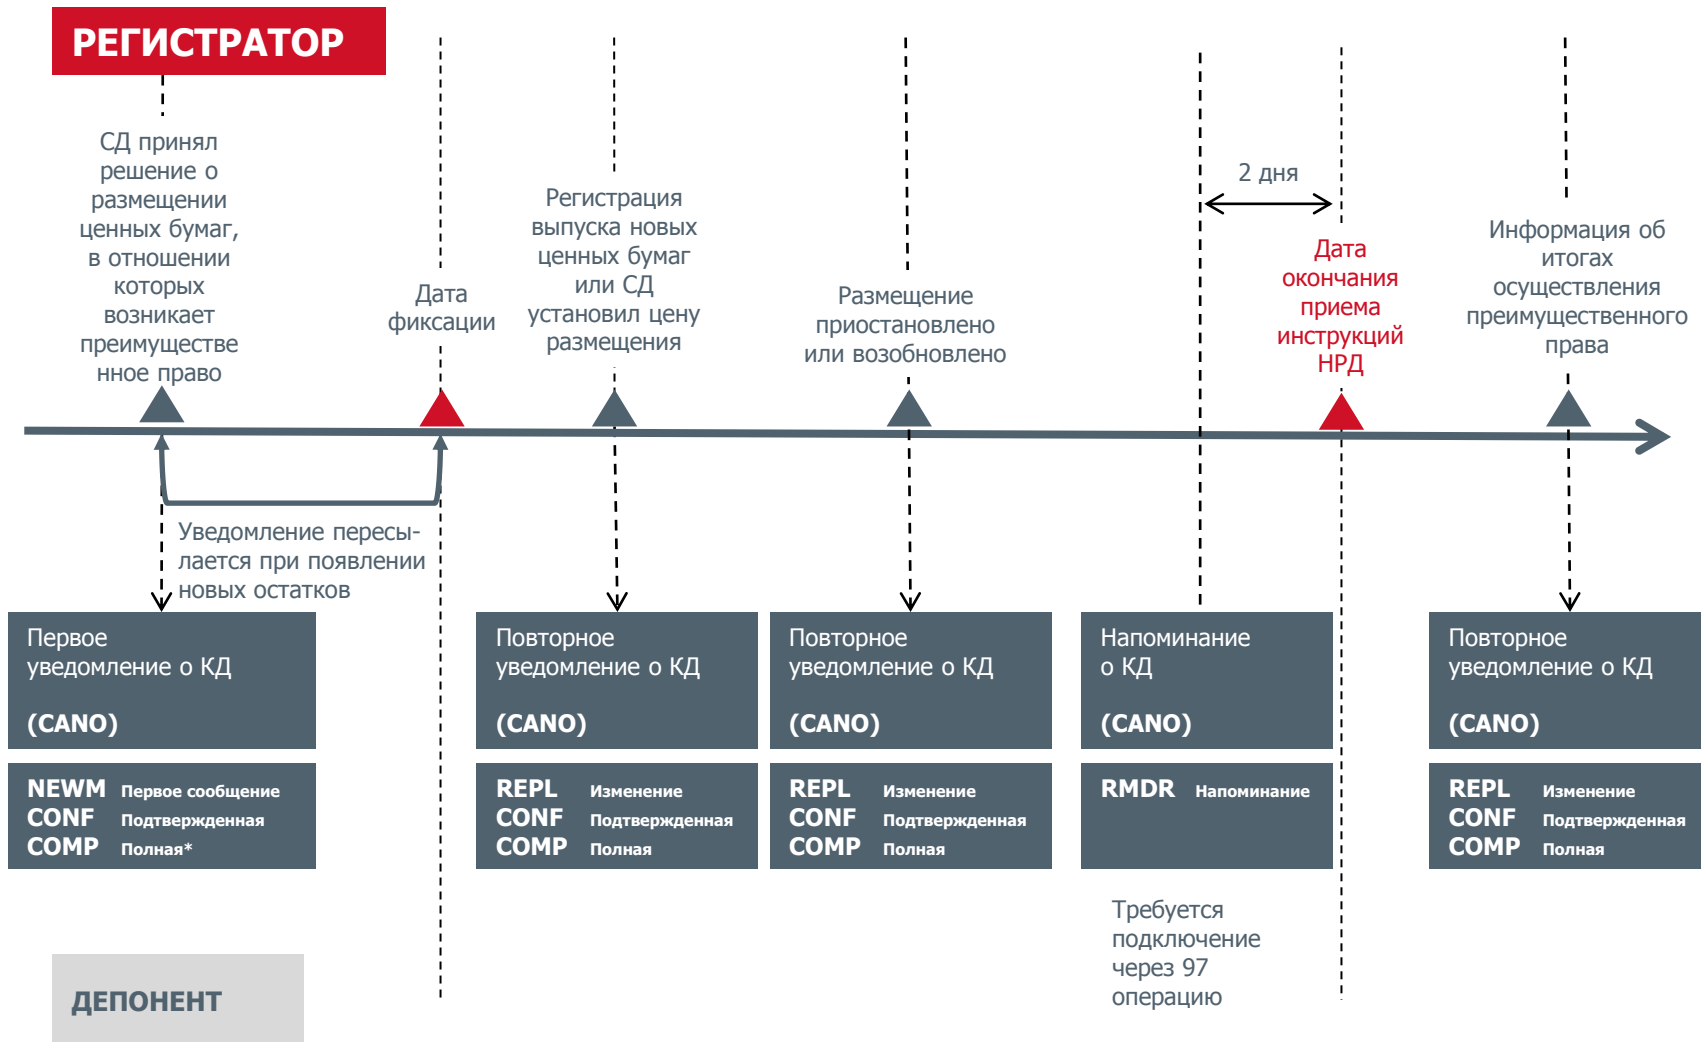 РЕГИСТРАТОР
СД принял
решение о
размещении
ценных бумаг,
в отношении
которых
возникает
преимуществе
нное право
Дата
фиксации
Регистрация
выпуска новых
ценных бумаг
или СД
установил цену
размещения
Размещение
приостановлено
или возобновлено
2 дня
Дата
окончания
приема
инструкций
НРД
Информация об
итогах
осуществления
преимущественного
права
Уведомление пересы-
лается при появлении
новых остатков
Первое
уведомление о КД
(CANO)
NEWM Первое сообщение
CONF Подтвержденная
COMP Полная*
Повторное
уведомление о КД
(CANO)
REPL Изменение
CONF Подтвержденная
COMP Полная
Повторное
уведомление о КД
(CANO)
REPL Изменение
CONF Подтвержденная
COMP Полная
Напоминание
о КД
(CANO)
RMDR Напоминание
Требуется
подключение
через 97
операцию
Повторное
уведомление о КД
(CANO)
REPL Изменение
CONF Подтвержденная
COMP Полная
ДЕПОНЕНТ